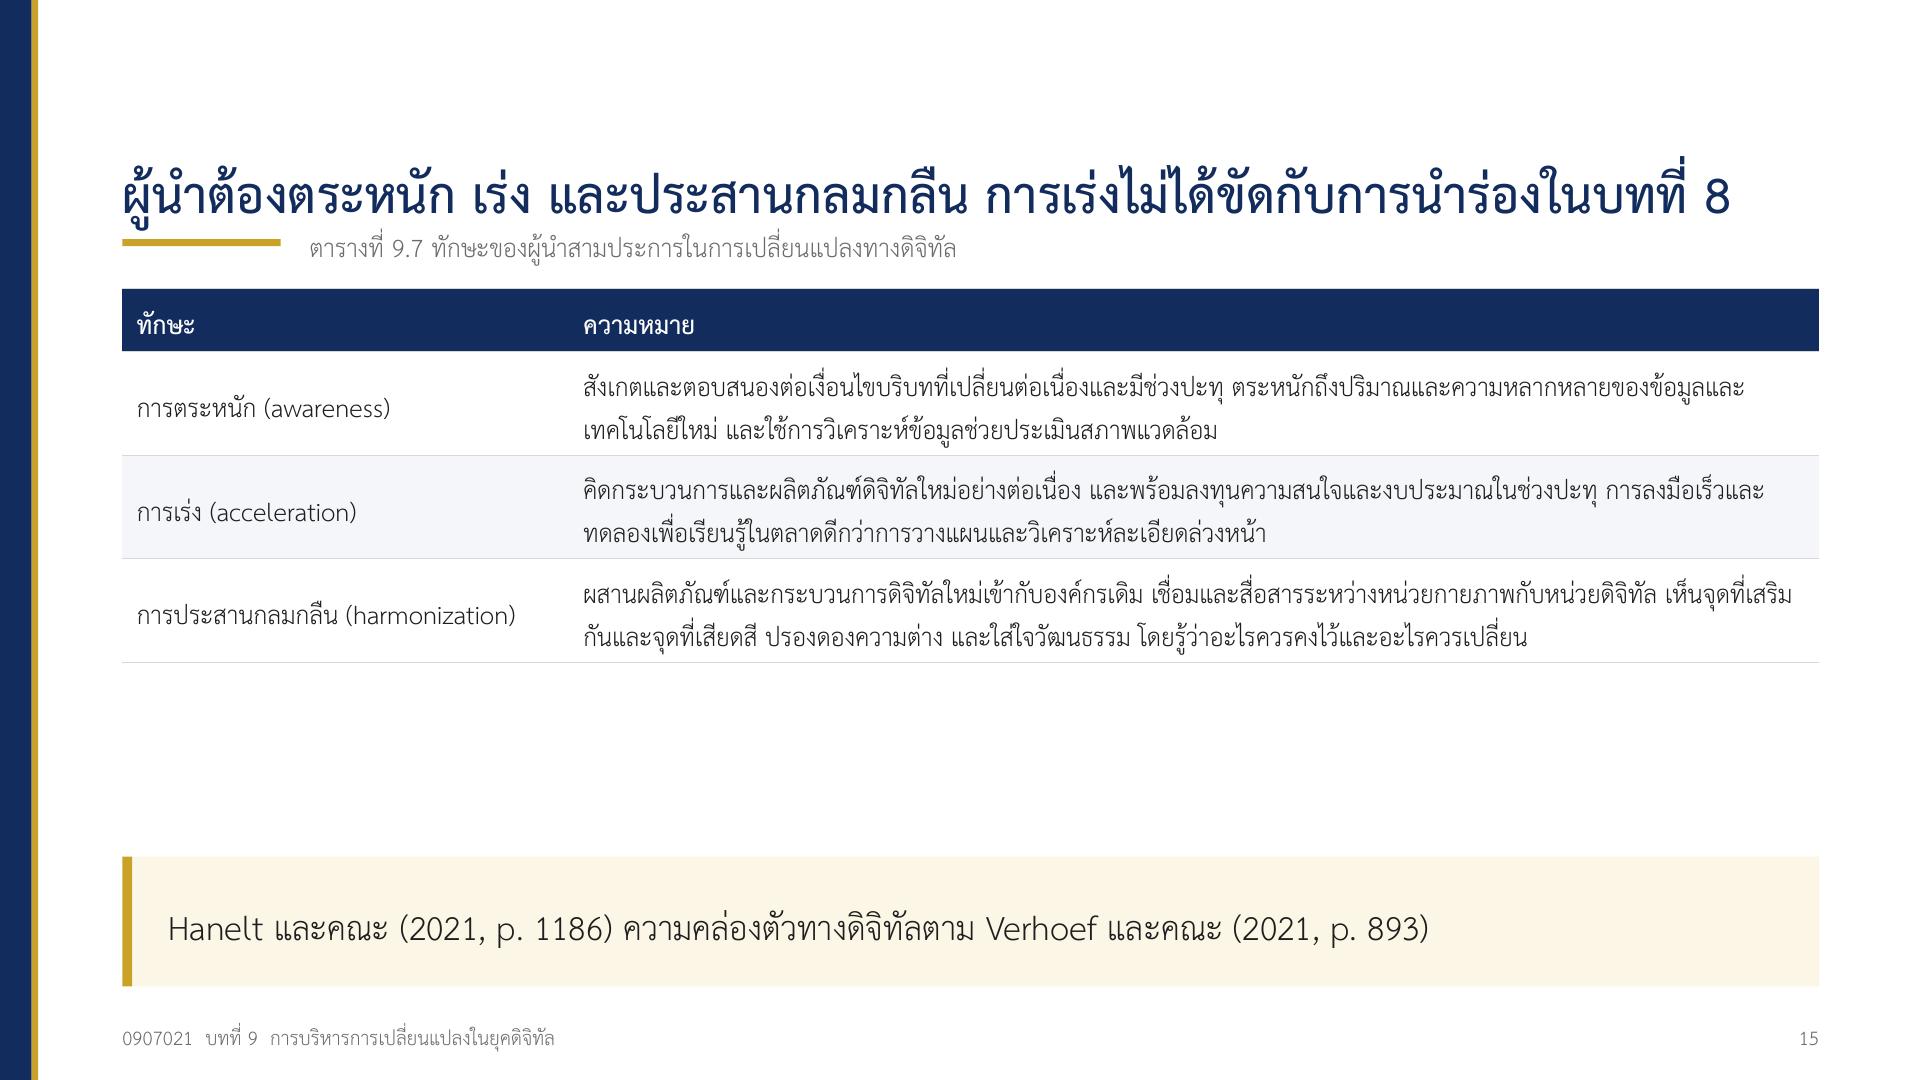 ผู้นำต้องตระหนัก เร่ง และประสานกลมกลืน การเร่งไม่ได้ขัดกับการนำร่องในบทที่ 8
ตารางที่ 9.7 ทักษะของผู้นำสามประการในการเปลี่ยนแปลงทางดิจิทัล
ทักษะ ความหมาย
การตระหนัก (awareness)
สังเกตและตอบสนองต่อเงื่อนไขบริบทที่เปลี่ยนต่อเนื่องและมีช่วงปะทุ ตระหนักถึงปริมาณและความหลากหลายของข้อมูลและ
เทคโนโลยีใหม่ และใช้การวิเคราะห์ข้อมูลช่วยประเมินสภาพแวดล้อม
การเร่ง (acceleration)
คิดกระบวนการและผลิตภัณฑ์ดิจิทัลใหม่อย่างต่อเนื่อง และพร้อมลงทุนความสนใจและงบประมาณในช่วงปะทุ การลงมือเร็วและ
ทดลองเพื่อเรียนรู้ในตลาดดีกว่าการวางแผนและวิเคราะห์ละเอียดล่วงหน้า
การประสานกลมกลืน (harmonization)
ผสานผลิตภัณฑ์และกระบวนการดิจิทัลใหม่เข้ากับองค์กรเดิม เชื่อมและสื่อสารระหว่างหน่วยกายภาพกับหน่วยดิจิทัล เห็นจุดที่เสริม
กันและจุดที่เสียดสี ปรองดองความต่าง และใส่ใจวัฒนธรรม โดยรู้ว่าอะไรควรคงไว้และอะไรควรเปลี่ยน
Hanelt และคณะ (2021, p. 1186) ความคล่องตัวทางดิจิทัลตาม Verhoef และคณะ (2021, p. 893)
0907021 บทที่ 9 การบริหารการเปลี่ยนแปลงในยุคดิจิทัล
15